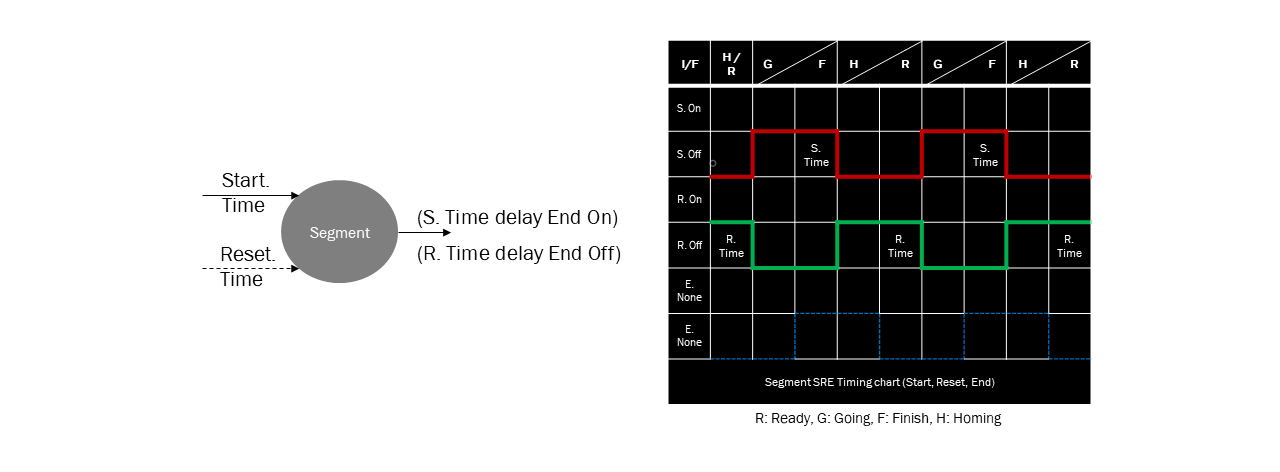 Start.
Time
Reset.
Time
Segment
(S. Time delay End On)
(R. Time delay End Off)
I/F
H /
R
G
F
H
R
G
F
H
R
S. On
S. Off
S.
Time
S.
Time
R. On
R. Off
R.
Time
R.
Time
R.
Time
E.
None
E.
None
Segment SRE Timing chart (Start, Reset, End)
R: Ready, G: Going, F: Finish, H: Homing